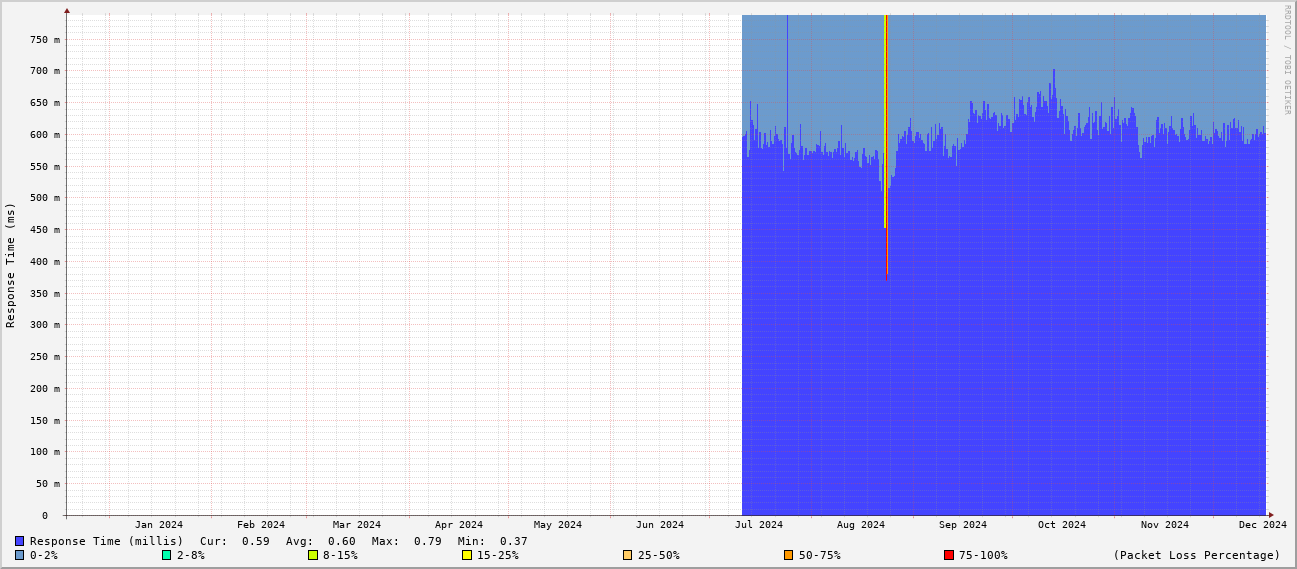 RRDTOOL / TOBI OETIKER
Response Time (ms)
750 m
700 m
650 m
600 m
550 m
500 m
450 m
400 m
350 m
300 m
250 m
200 m
150 m
100 m
50 m
0
Jan 2024 Feb 2024 Mar 2024 Apr 2024 May 2024 Jun 2024 Jul 2024 Aug 2024 Sep 2024 Oct 2024 Nov 2024 Dec 2024
Response Time (millis) Cur: 0.59 Avg: 0.60 Max: 0.79 Min: 0.37
0-2% 2-8% 8-15% 15-25% 25-50% 50-75% 75-100% (Packet Loss Percentage)